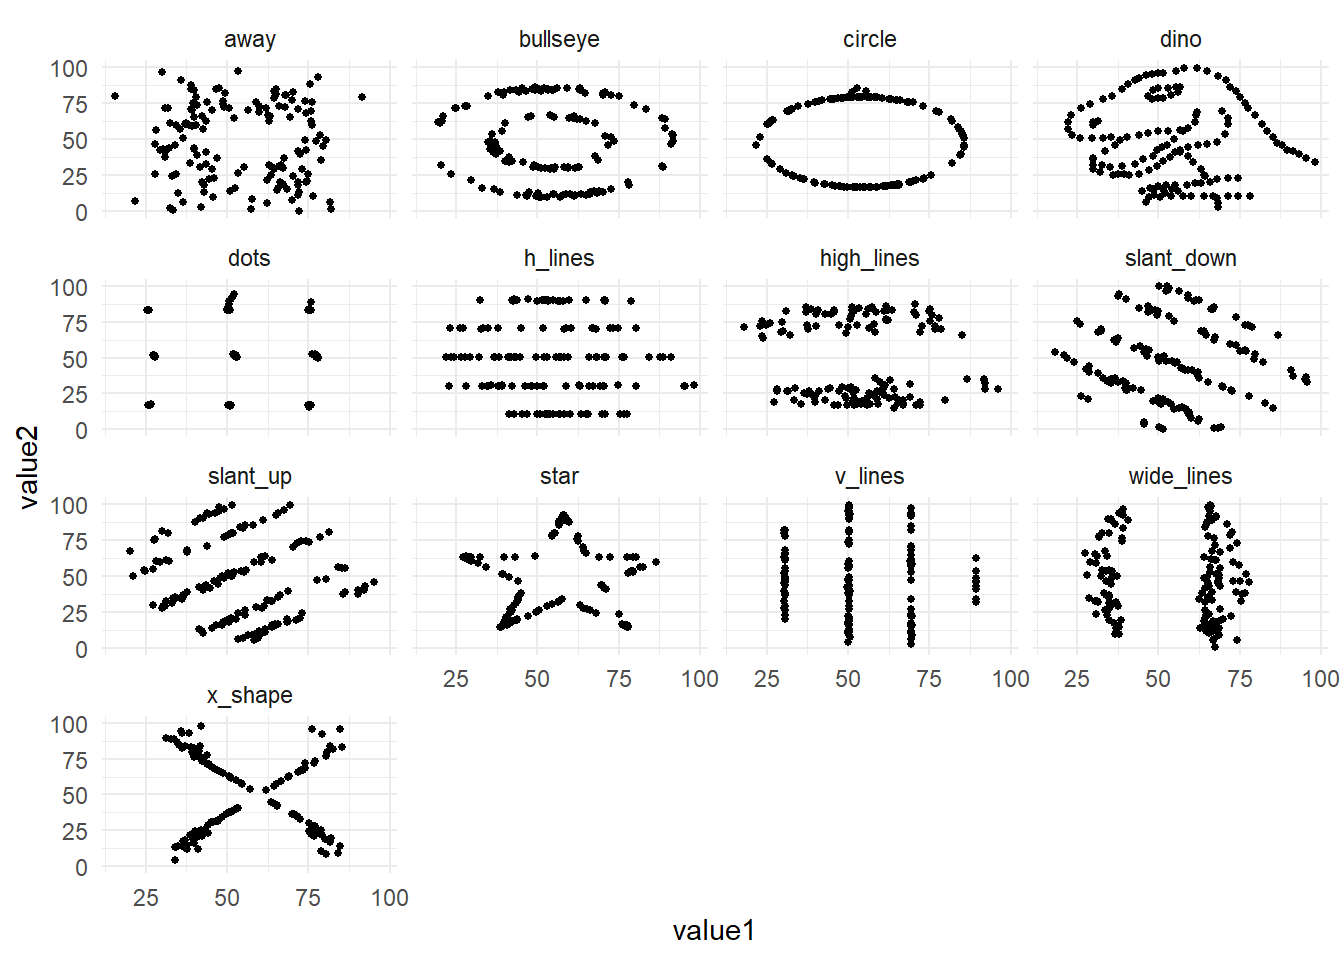 away bullseye circle dino
100
75
50
25
0
dots h_lines high_lines slant_down
100
75
50
25
0
value2
slant_up star v_lines wide_lines
100
75
50
25
0
25 50 75 100 25 50 75 100 25 50 75 100
x_shape
100
75
50
25
0
25 50 75 100
value1